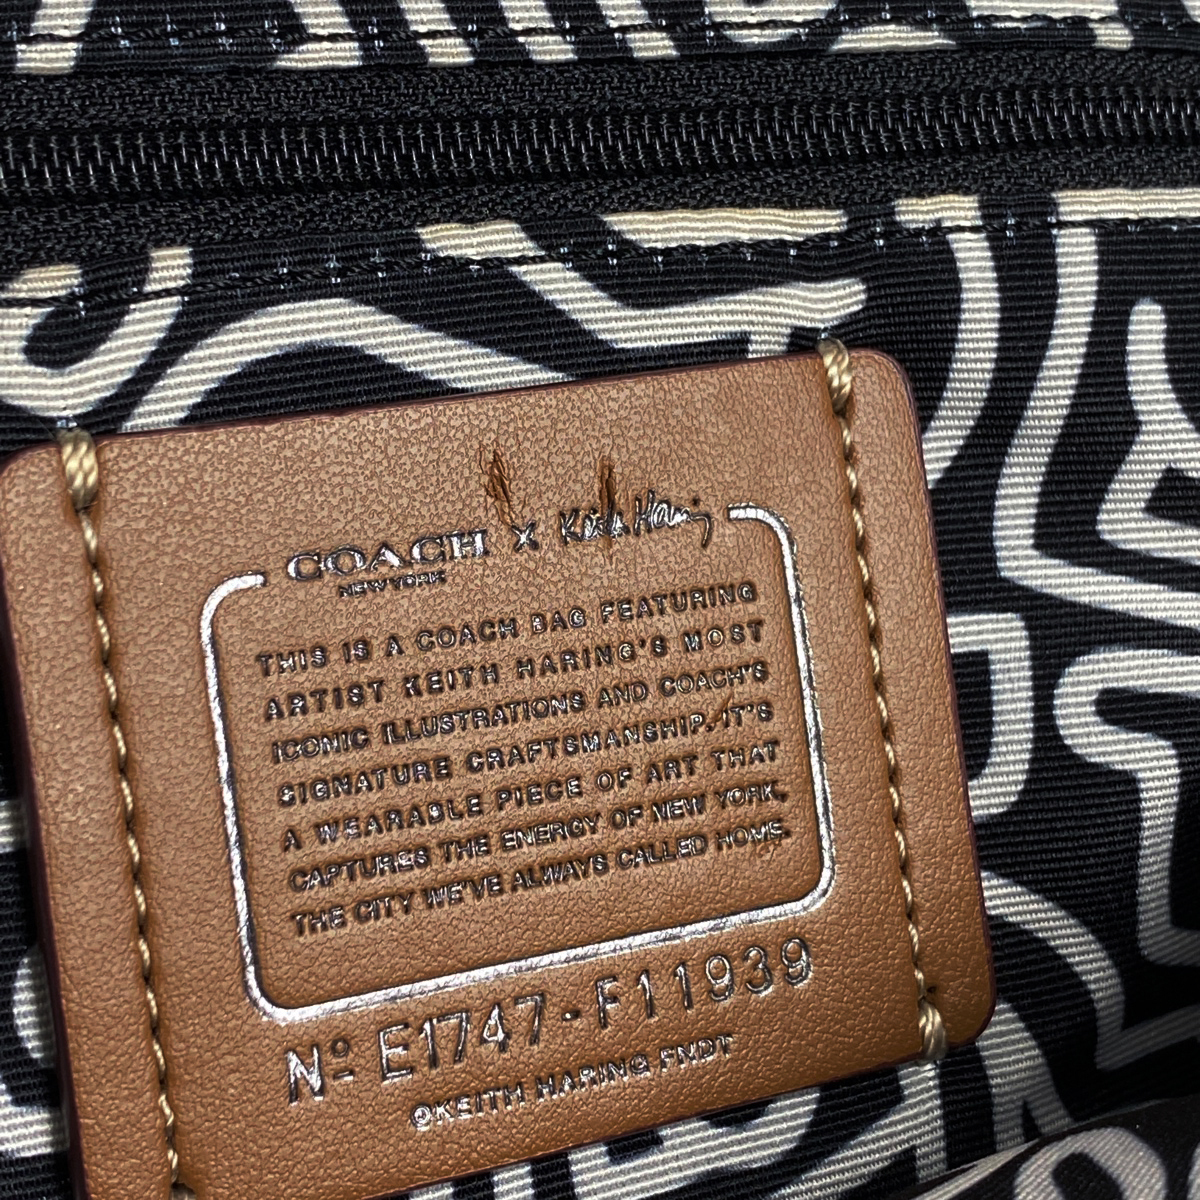 COACH x Keith Haring
NEW YORK
THIS IS A COACH BAG FEATURING
ARTIST KEITH HARING'S MOST
ICONIC ILLUSTRATIONS AND COACH'S
SIGNATURE CRAFTSMANSHIP. IT'S
A WEARABLE PIECE OF ART THAT
CAPTURES THE ENERGY OF NEW YORK,
THE CITY WE'VE ALWAYS CALLED HOME.
Nº E1747-F11939
©KEITH HARING FNDT